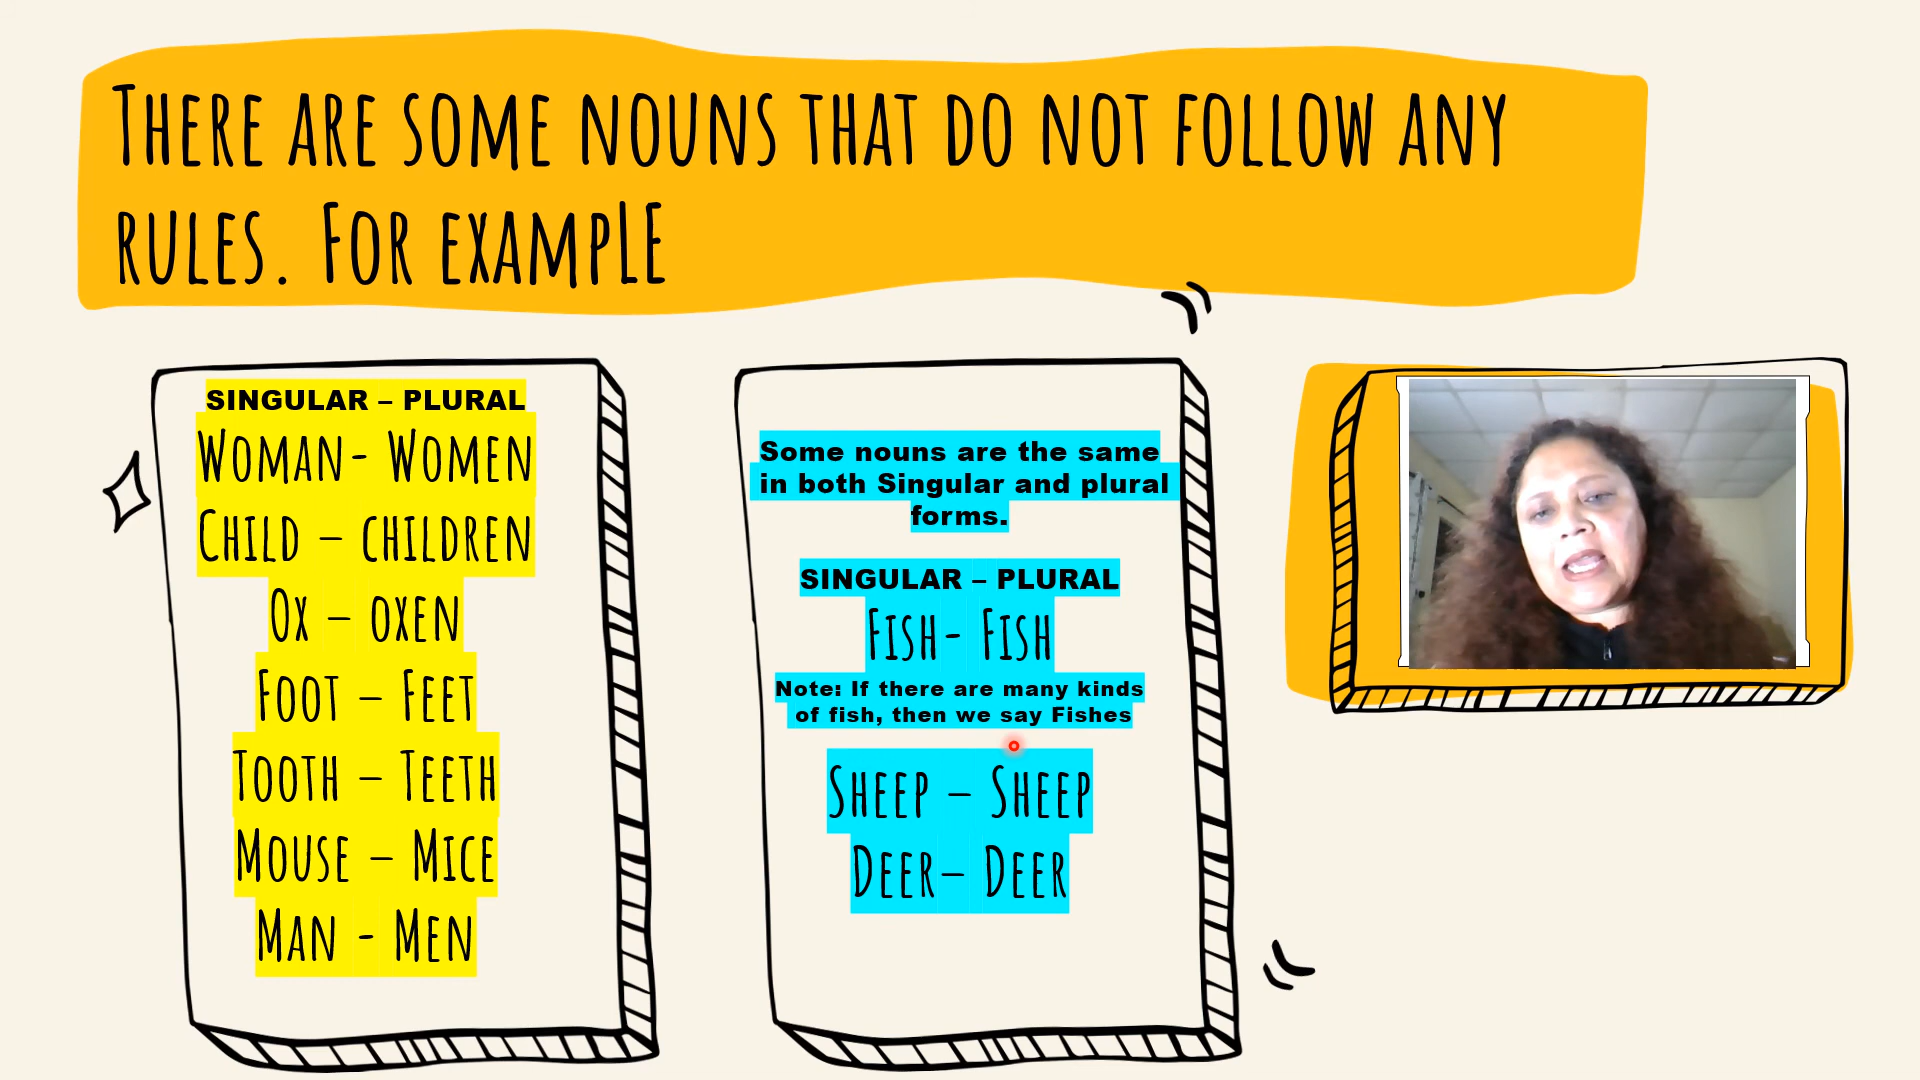 There are some nouns that do not follow any
rules. For example
SINGULAR – PLURAL
Woman- Women
Child – children
Ox – oxen
Foot – Feet
Tooth – Teeth
Mouse – Mice
Man - Men
Some nouns are the same
in both Singular and plural
forms.
SINGULAR – PLURAL
Fish- Fish
Note: If there are many kinds
of fish, then we say Fishes
Sheep – Sheep
Deer– Deer